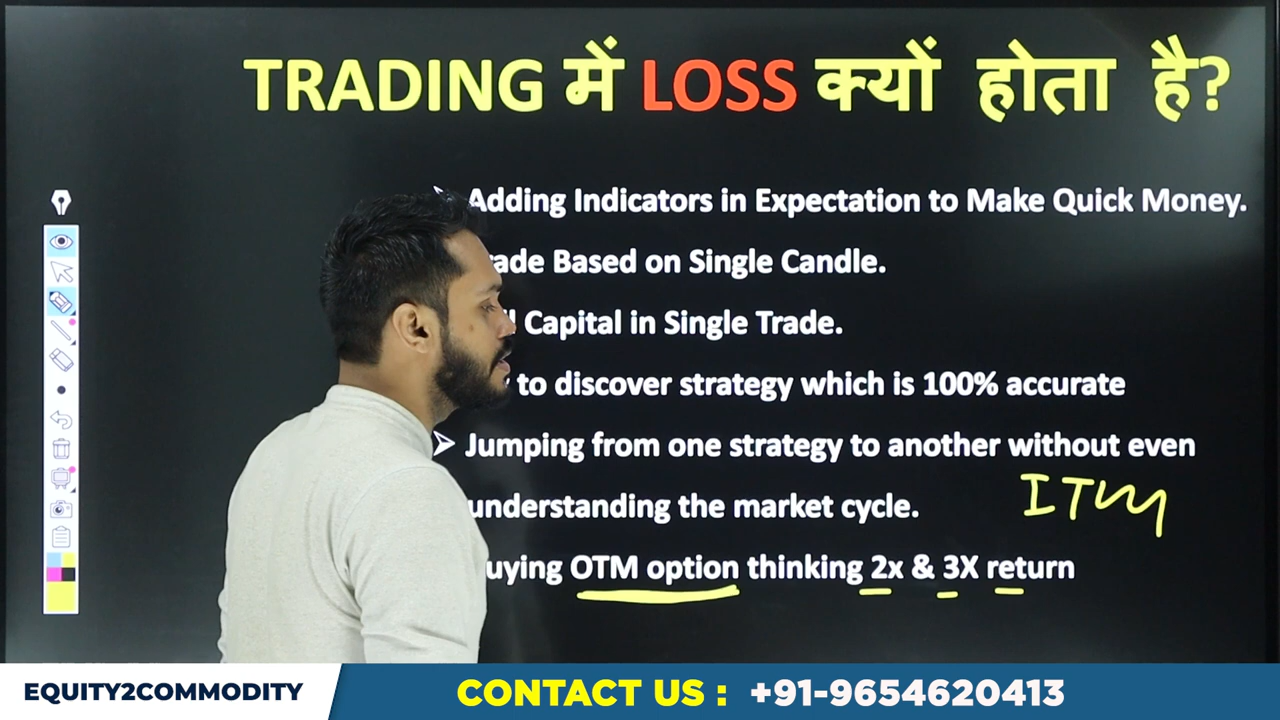 TRADING में LOSS क्यों होता है?
Adding Indicators in Expectation to Make Quick Money.
Based on Single Candle.
Capital in Single Trade.
to discover strategy which is 100% accurate
Jumping from one strategy to another without even
understanding the market cycle.
ITM
OTM option thinking 2x & 3X return
EQUITY2COMMODITY
CONTACT US : +91-9654620413